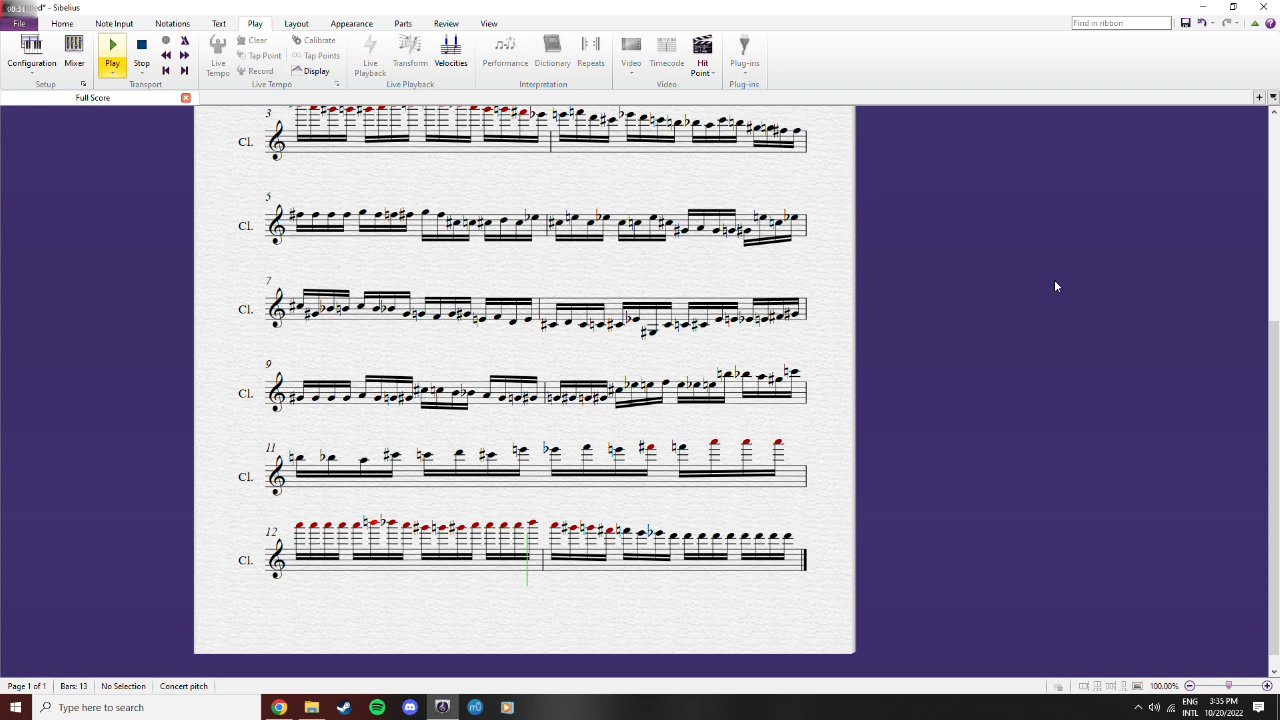 00:31
Untitled* - Sibelius
File Home Note Input Notations Text Play Layout Appearance Parts Review View
Find in ribbon
Configuration Mixer
Play Stop
Live Tempo
Clear
Tap Point
Record
Calibrate
Tap Points
Display
Live Playback Transform Velocities
Performance Dictionary Repeats
Video Timecode Hit Point
Plug-ins
Setup Transport Live Tempo Live Playback Interpretation Video Plug-ins
Full Score
3
Cl.
5
Cl.
7
Cl.
9
Cl.
11
Cl.
12
Cl.
Page 1 of 1 Bars: 13 No Selection Concert pitch 100.00%
Type here to search
ENG
INTL
3:35 PM
10/20/2022